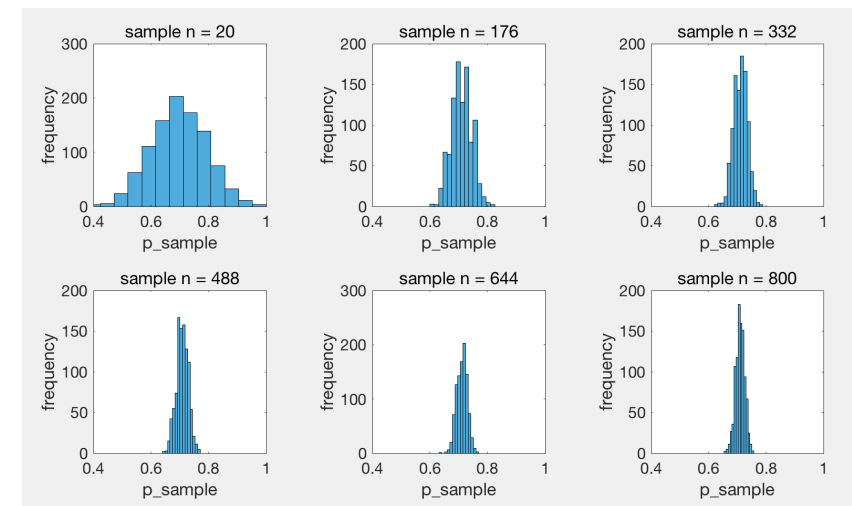 sample n = 20
300
200
100
0
frequency
0.4 0.6 0.8 1
p_sample
sample n = 176
200
150
100
50
0
frequency
0.4 0.6 0.8 1
p_sample
sample n = 332
200
150
100
50
0
frequency
0.4 0.6 0.8 1
p_sample
sample n = 488
200
150
100
50
0
frequency
0.4 0.6 0.8 1
p_sample
sample n = 644
300
200
100
0
frequency
0.4 0.6 0.8 1
p_sample
sample n = 800
200
150
100
50
0
frequency
0.4 0.6 0.8 1
p_sample